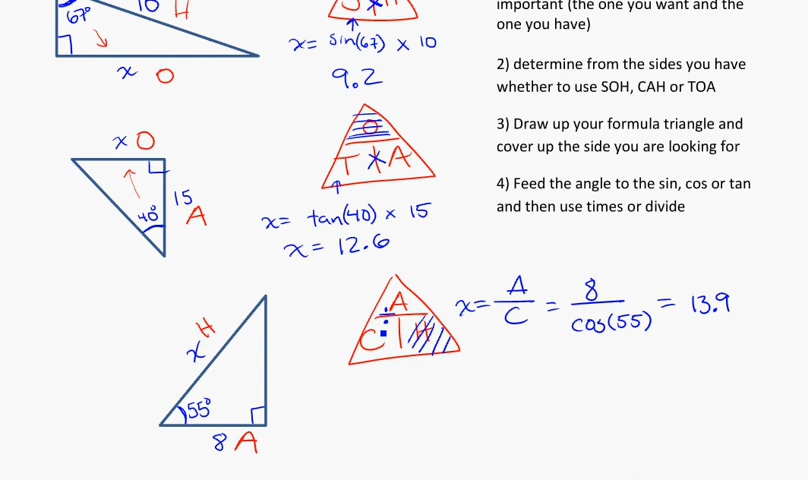 67°
10 H
x O
S * H
x = sin(67) × 10
9.2
x O
15
A
40°
O
T * A
x = tan(40) × 15
x = 12.6
x H
55°
8 A
A
÷
C | H
x = A/C = 8/cos(55) = 13.9
important (the one you want and the
one you have)
2) determine from the sides you have
whether to use SOH, CAH or TOA
3) Draw up your formula triangle and
cover up the side you are looking for
4) Feed the angle to the sin, cos or tan
and then use times or divide